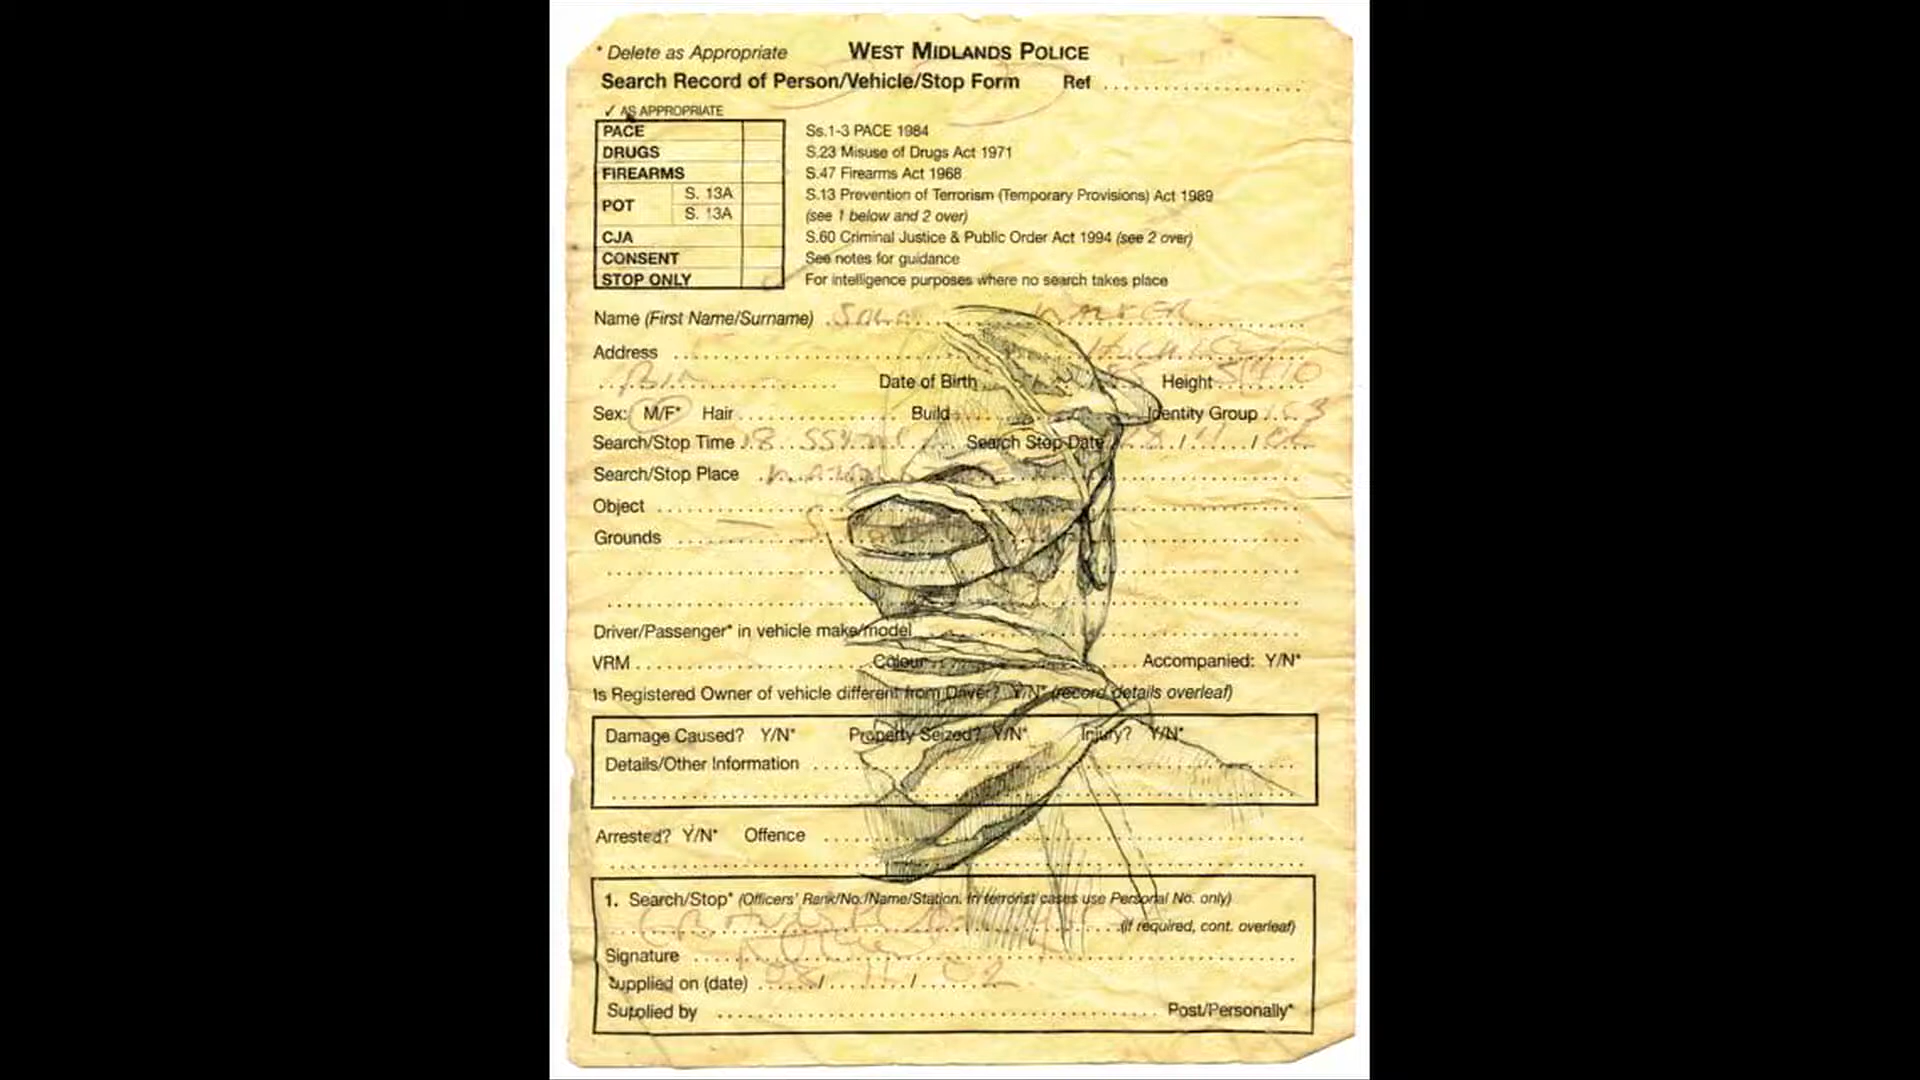 * Delete as Appropriate WEST MIDLANDS POLICE
Search Record of Person/Vehicle/Stop Form Ref
✓ AS APPROPRIATE
PACE Ss.1-3 PACE 1984
DRUGS S.23 Misuse of Drugs Act 1971
FIREARMS S.47 Firearms Act 1968
POT S. 13A S.13 Prevention of Terrorism (Temporary Provisions) Act 1989
S. 13A (see 1 below and 2 over)
CJA S.60 Criminal Justice & Public Order Act 1994 (see 2 over)
CONSENT See notes for guidance
STOP ONLY For intelligence purposes where no search takes place
Name (First Name/Surname) WALKER
Address
Date of Birth Height
Sex: M/F* Hair Build Identity Group
Search/Stop Time 18 Search Stop Date / /
Search/Stop Place
Object
Grounds
Driver/Passenger* in vehicle make/model
VRM Colour Accompanied: Y/N*
Is Registered Owner of vehicle different from Driver? Y/N* (record details overleaf)
Damage Caused? Y/N* Property Seized? Y/N* Injury? Y/N*
Details/Other Information
Arrested? Y/N* Offence
1. Search/Stop* (Officers' Rank/No./Name/Station. In terrorist cases use Personal No. only)
(if required, cont. overleaf)
Signature
Supplied on (date) / / 02
Supplied by Post/Personally*